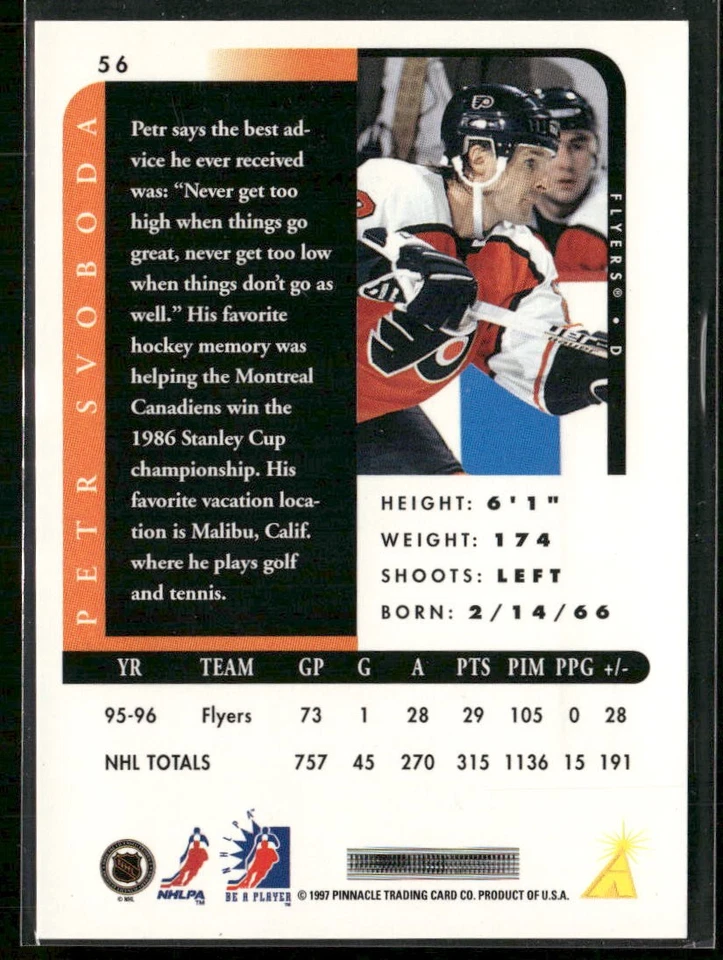 56
PETR SVOBODA
Petr says the best ad-
vice he ever received
was: “Never get too
high when things go
great, never get too low
when things don’t go as
well.” His favorite
hockey memory was
helping the Montreal
Canadiens win the
1986 Stanley Cup
championship. His
favorite vacation loca-
tion is Malibu, Calif.
where he plays golf
and tennis.
FLYERS® • D
HEIGHT: 6'1"
WEIGHT: 174
SHOOTS: LEFT
BORN: 2/14/66
YR TEAM GP G A PTS PIM PPG +/-
95-96 Flyers 73 1 28 29 105 0 28
NHL TOTALS 757 45 270 315 1136 15 191
NHL
© NHL
NHLPA™
NHLPA
BE A PLAYER™
© 1997 PINNACLE TRADING CARD CO. PRODUCT OF U.S.A.